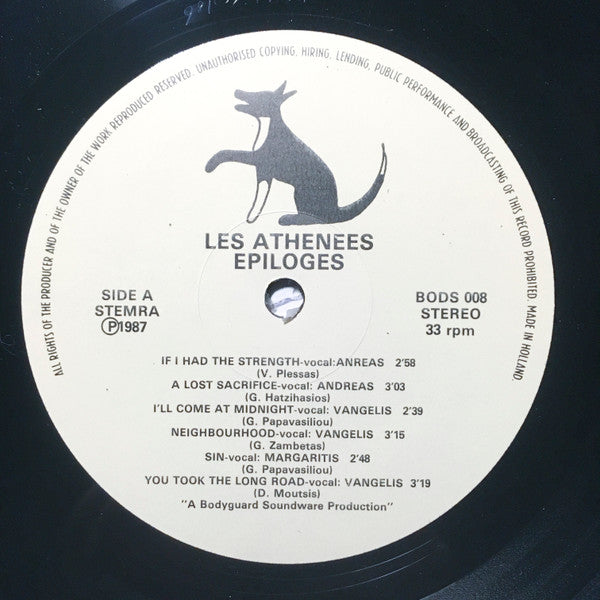 ALL RIGHTS OF THE PRODUCER AND OF THE OWNER OF THE WORK REPRODUCED RESERVED. UNAUTHORISED COPYING, HIRING, LENDING, PUBLIC PERFORMANCE AND BROADCASTING OF THIS RECORD PROHIBITED. MADE IN HOLLAND.
LES ATHENEES
EPILOGES
SIDE A
STEMRA
Ⓟ1987
BODS 008
STEREO
33 rpm
IF I HAD THE STRENGTH-vocal:ANREAS 2'58
(V. Plessas)
A LOST SACRIFICE-vocal: ANDREAS 3'03
(G. Hatzihasios)
I'LL COME AT MIDNIGHT-vocal: VANGELIS 2'39
(G. Papavasiliou)
NEIGHBOURHOOD-vocal: VANGELIS 3'15
(G. Zambetas)
SIN-vocal: MARGARITIS 2'48
(G. Papavasiliou)
YOU TOOK THE LONG ROAD-vocal: VANGELIS 3'19
(D. Moutsis)
"A Bodyguard Soundware Production"